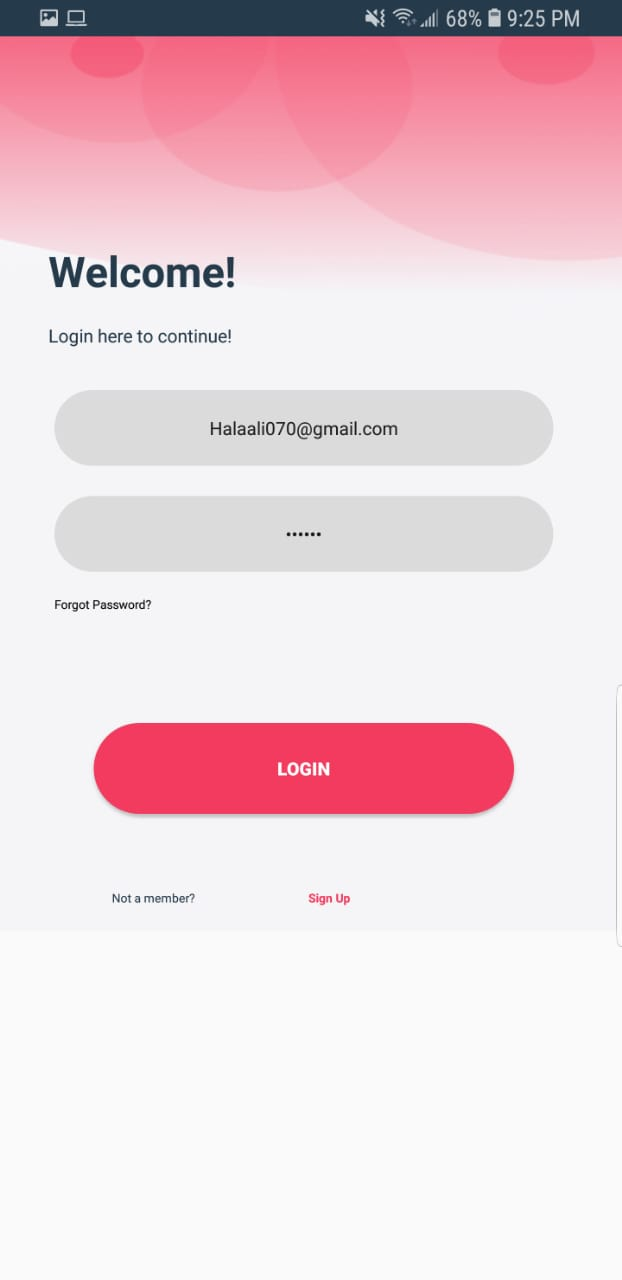 68% 9:25 PM
Welcome!
Login here to continue!
Halaali070@gmail.com
••••••
Forgot Password?
LOGIN
Not a member? Sign Up